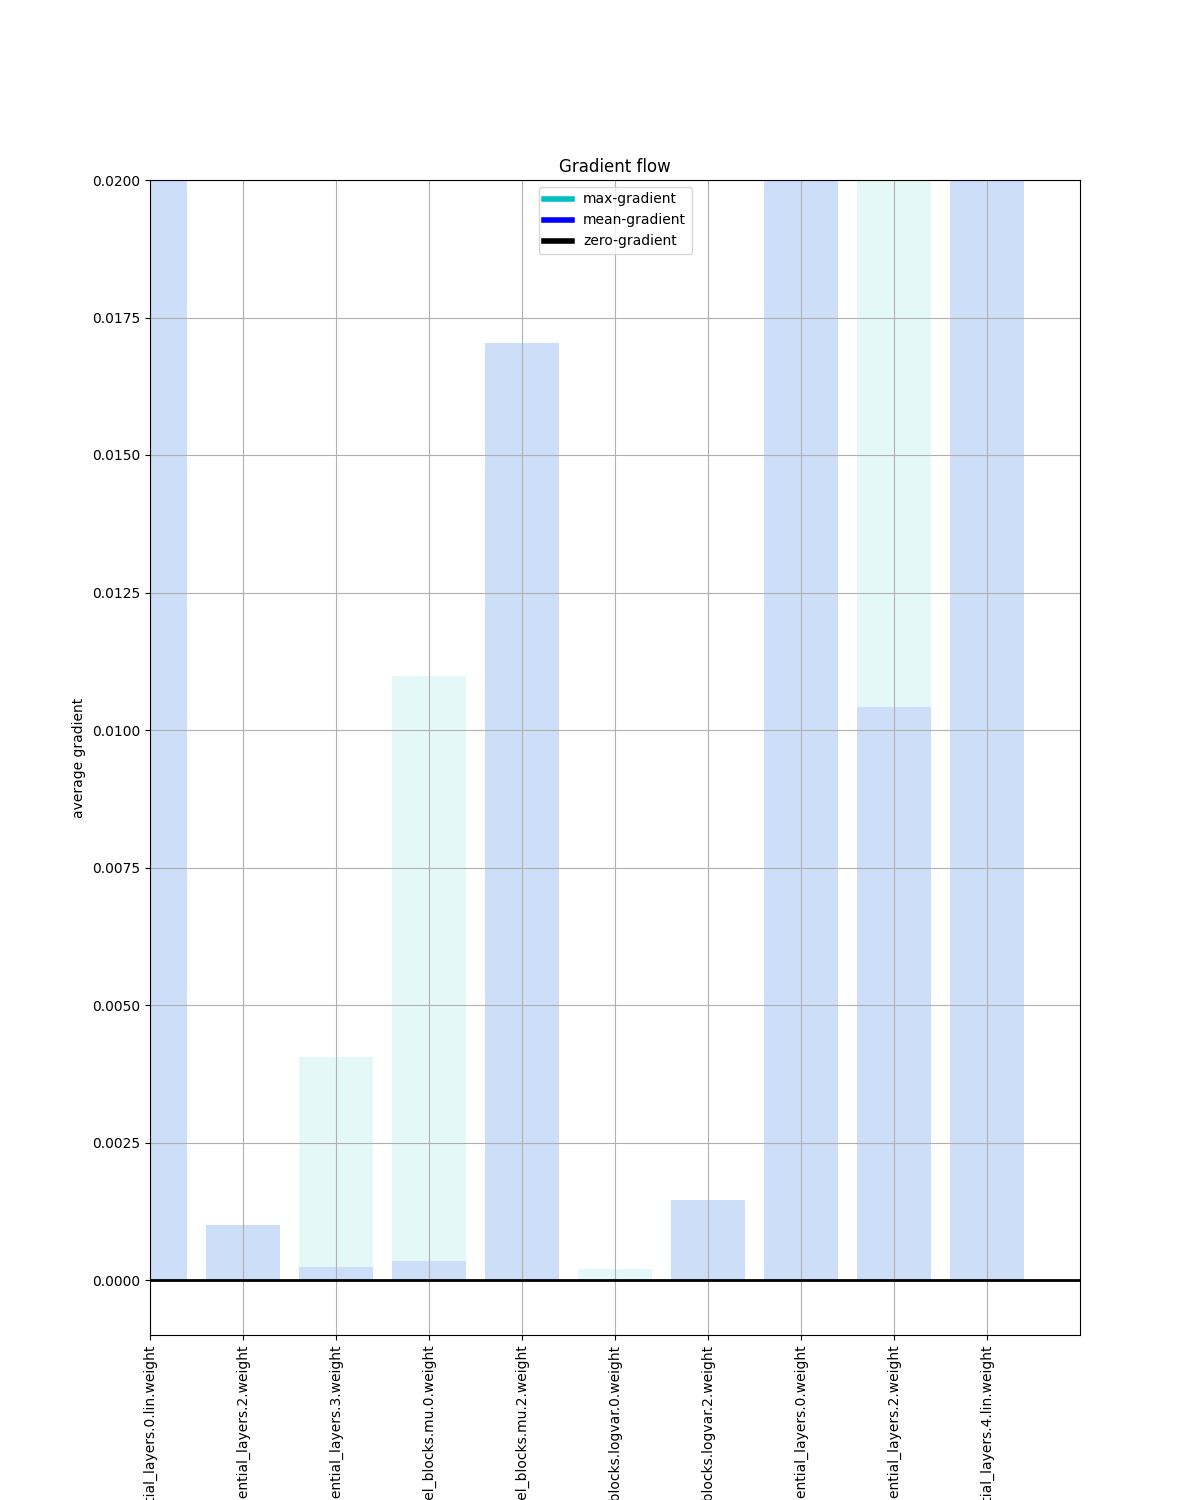 Gradient flow
max-gradient
mean-gradient
zero-gradient
0.0200
0.0175
0.0150
0.0125
0.0100
0.0075
0.0050
0.0025
0.0000
average gradient
tial_layers.0.lin.weight
ential_layers.2.weight
ential_layers.3.weight
el_blocks.mu.0.weight
el_blocks.mu.2.weight
blocks.logvar.0.weight
blocks.logvar.2.weight
ential_layers.0.weight
ential_layers.2.weight
tial_layers.4.lin.weight